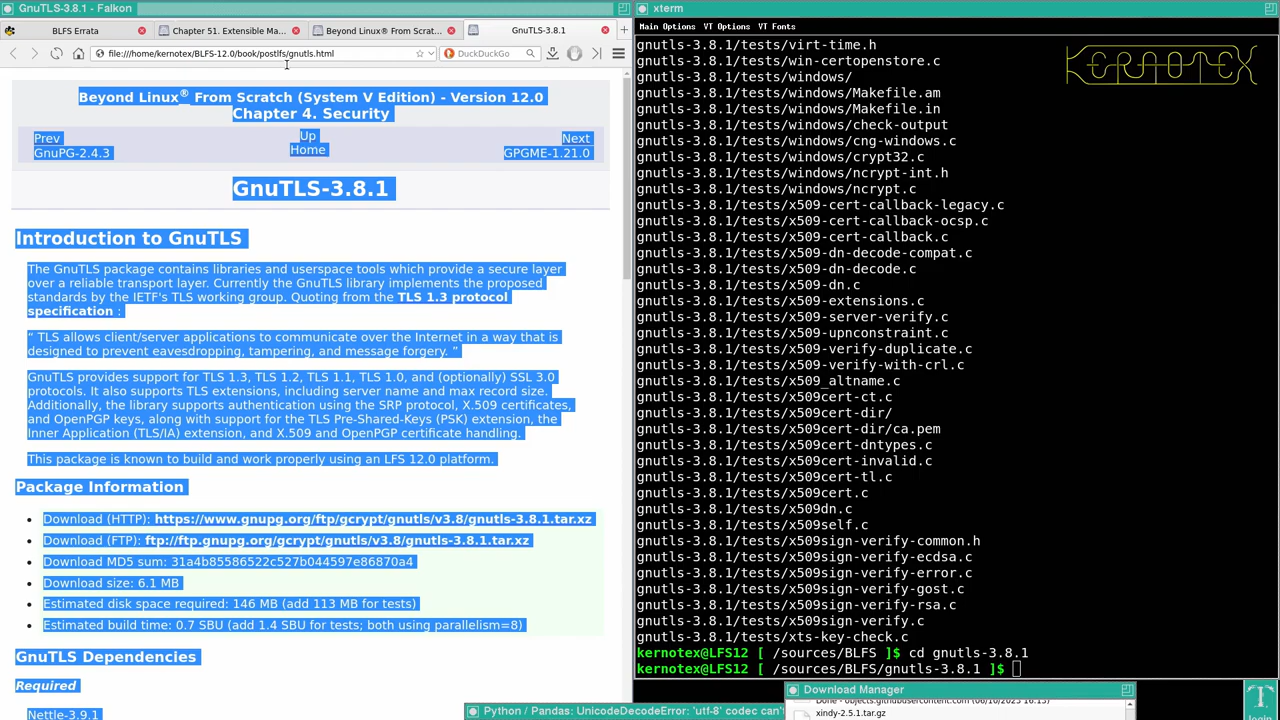 GnuTLS-3.8.1 - Falkon
BLFS Errata
Chapter 51. Extensible Ma...
Beyond Linux® From Scrat...
GnuTLS-3.8.1
file:///home/kernotex/BLFS-12.0/book/postlfs/gnutls.html
DuckDuckGo
Beyond Linux® From Scratch (System V Edition) - Version 12.0
Chapter 4. Security
Prev
Up
Next
GnuPG-2.4.3
Home
GPGME-1.21.0
GnuTLS-3.8.1
Introduction to GnuTLS
The GnuTLS package contains libraries and userspace tools which provide a secure layer
over a reliable transport layer. Currently the GnuTLS library implements the proposed
standards by the IETF's TLS working group. Quoting from the TLS 1.3 protocol
specification :
“ TLS allows client/server applications to communicate over the Internet in a way that is
designed to prevent eavesdropping, tampering, and message forgery. ”
GnuTLS provides support for TLS 1.3, TLS 1.2, TLS 1.1, TLS 1.0, and (optionally) SSL 3.0
protocols. It also supports TLS extensions, including server name and max record size.
Additionally, the library supports authentication using the SRP protocol, X.509 certificates,
and OpenPGP keys, along with support for the TLS Pre-Shared-Keys (PSK) extension, the
Inner Application (TLS/IA) extension, and X.509 and OpenPGP certificate handling.
This package is known to build and work properly using an LFS 12.0 platform.
Package Information
Download (HTTP): https://www.gnupg.org/ftp/gcrypt/gnutls/v3.8/gnutls-3.8.1.tar.xz
Download (FTP): ftp://ftp.gnupg.org/gcrypt/gnutls/v3.8/gnutls-3.8.1.tar.xz
Download MD5 sum: 31a4b85586522c527b044597e86870a4
Download size: 6.1 MB
Estimated disk space required: 146 MB (add 113 MB for tests)
Estimated build time: 0.7 SBU (add 1.4 SBU for tests; both using parallelism=8)
GnuTLS Dependencies
Required
Nettle-3.9.1
xterm
Main Options VT Options VT Fonts
KERNOTEX
gnutls-3.8.1/tests/virt-time.h
gnutls-3.8.1/tests/win-certopenstore.c
gnutls-3.8.1/tests/windows/
gnutls-3.8.1/tests/windows/Makefile.am
gnutls-3.8.1/tests/windows/Makefile.in
gnutls-3.8.1/tests/windows/check-output
gnutls-3.8.1/tests/windows/cng-windows.c
gnutls-3.8.1/tests/windows/crypt32.c
gnutls-3.8.1/tests/windows/ncrypt-int.h
gnutls-3.8.1/tests/windows/ncrypt.c
gnutls-3.8.1/tests/x509-cert-callback-legacy.c
gnutls-3.8.1/tests/x509-cert-callback-ocsp.c
gnutls-3.8.1/tests/x509-cert-callback.c
gnutls-3.8.1/tests/x509-dn-decode-compat.c
gnutls-3.8.1/tests/x509-dn-decode.c
gnutls-3.8.1/tests/x509-dn.c
gnutls-3.8.1/tests/x509-extensions.c
gnutls-3.8.1/tests/x509-server-verify.c
gnutls-3.8.1/tests/x509-upnconstraint.c
gnutls-3.8.1/tests/x509-verify-duplicate.c
gnutls-3.8.1/tests/x509-verify-with-crl.c
gnutls-3.8.1/tests/x509_altname.c
gnutls-3.8.1/tests/x509cert-ct.c
gnutls-3.8.1/tests/x509cert-dir/
gnutls-3.8.1/tests/x509cert-dir/ca.pem
gnutls-3.8.1/tests/x509cert-dntypes.c
gnutls-3.8.1/tests/x509cert-invalid.c
gnutls-3.8.1/tests/x509cert-tl.c
gnutls-3.8.1/tests/x509cert.c
gnutls-3.8.1/tests/x509dn.c
gnutls-3.8.1/tests/x509self.c
gnutls-3.8.1/tests/x509sign-verify-common.h
gnutls-3.8.1/tests/x509sign-verify-ecdsa.c
gnutls-3.8.1/tests/x509sign-verify-error.c
gnutls-3.8.1/tests/x509sign-verify-gost.c
gnutls-3.8.1/tests/x509sign-verify-rsa.c
gnutls-3.8.1/tests/x509sign-verify.c
gnutls-3.8.1/tests/xts-key-check.c
kernotex@LFS12 [ /sources/BLFS ]$ cd gnutls-3.8.1
kernotex@LFS12 [ /sources/BLFS/gnutls-3.8.1 ]$
Download Manager
xindy-2.5.1.tar.gz
Python / Pandas: UnicodeDecodeError: 'utf-8' codec can't
login